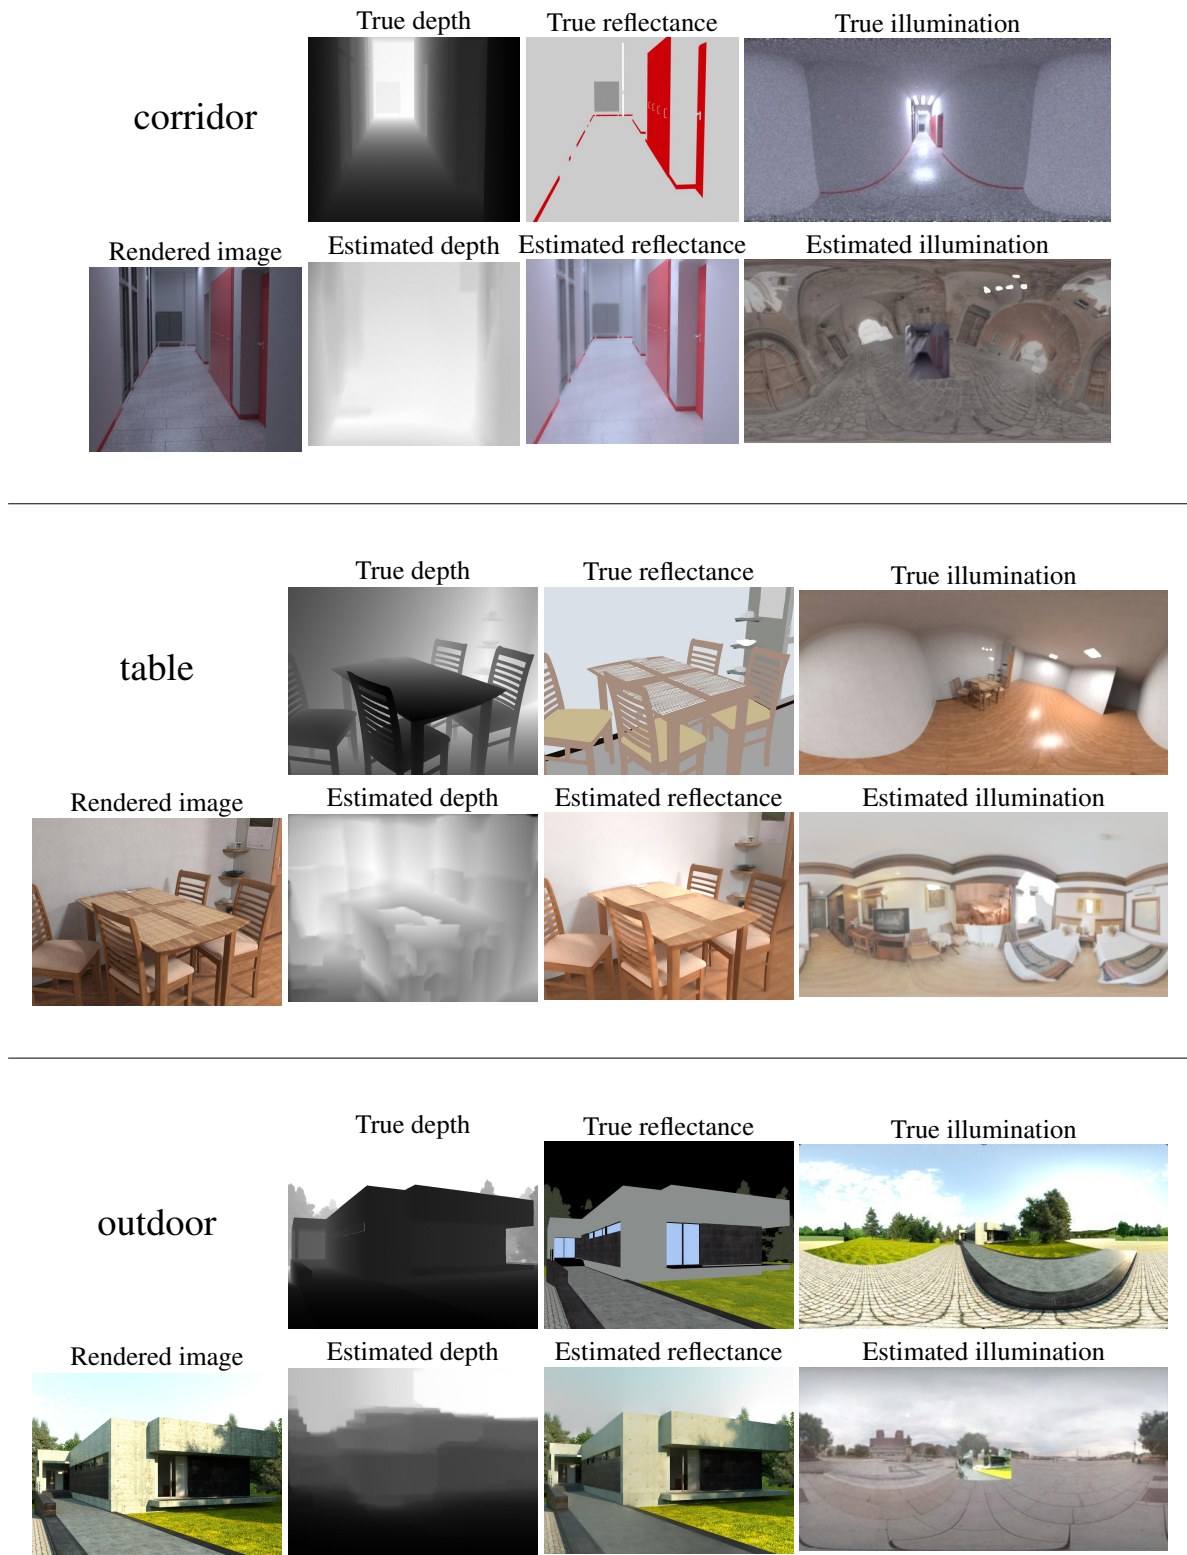 True depth
True reflectance
True illumination
corridor
Rendered image
Estimated depth
Estimated reflectance
Estimated illumination
True depth
True reflectance
True illumination
table
Rendered image
Estimated depth
Estimated reflectance
Estimated illumination
True depth
True reflectance
True illumination
outdoor
Rendered image
Estimated depth
Estimated reflectance
Estimated illumination